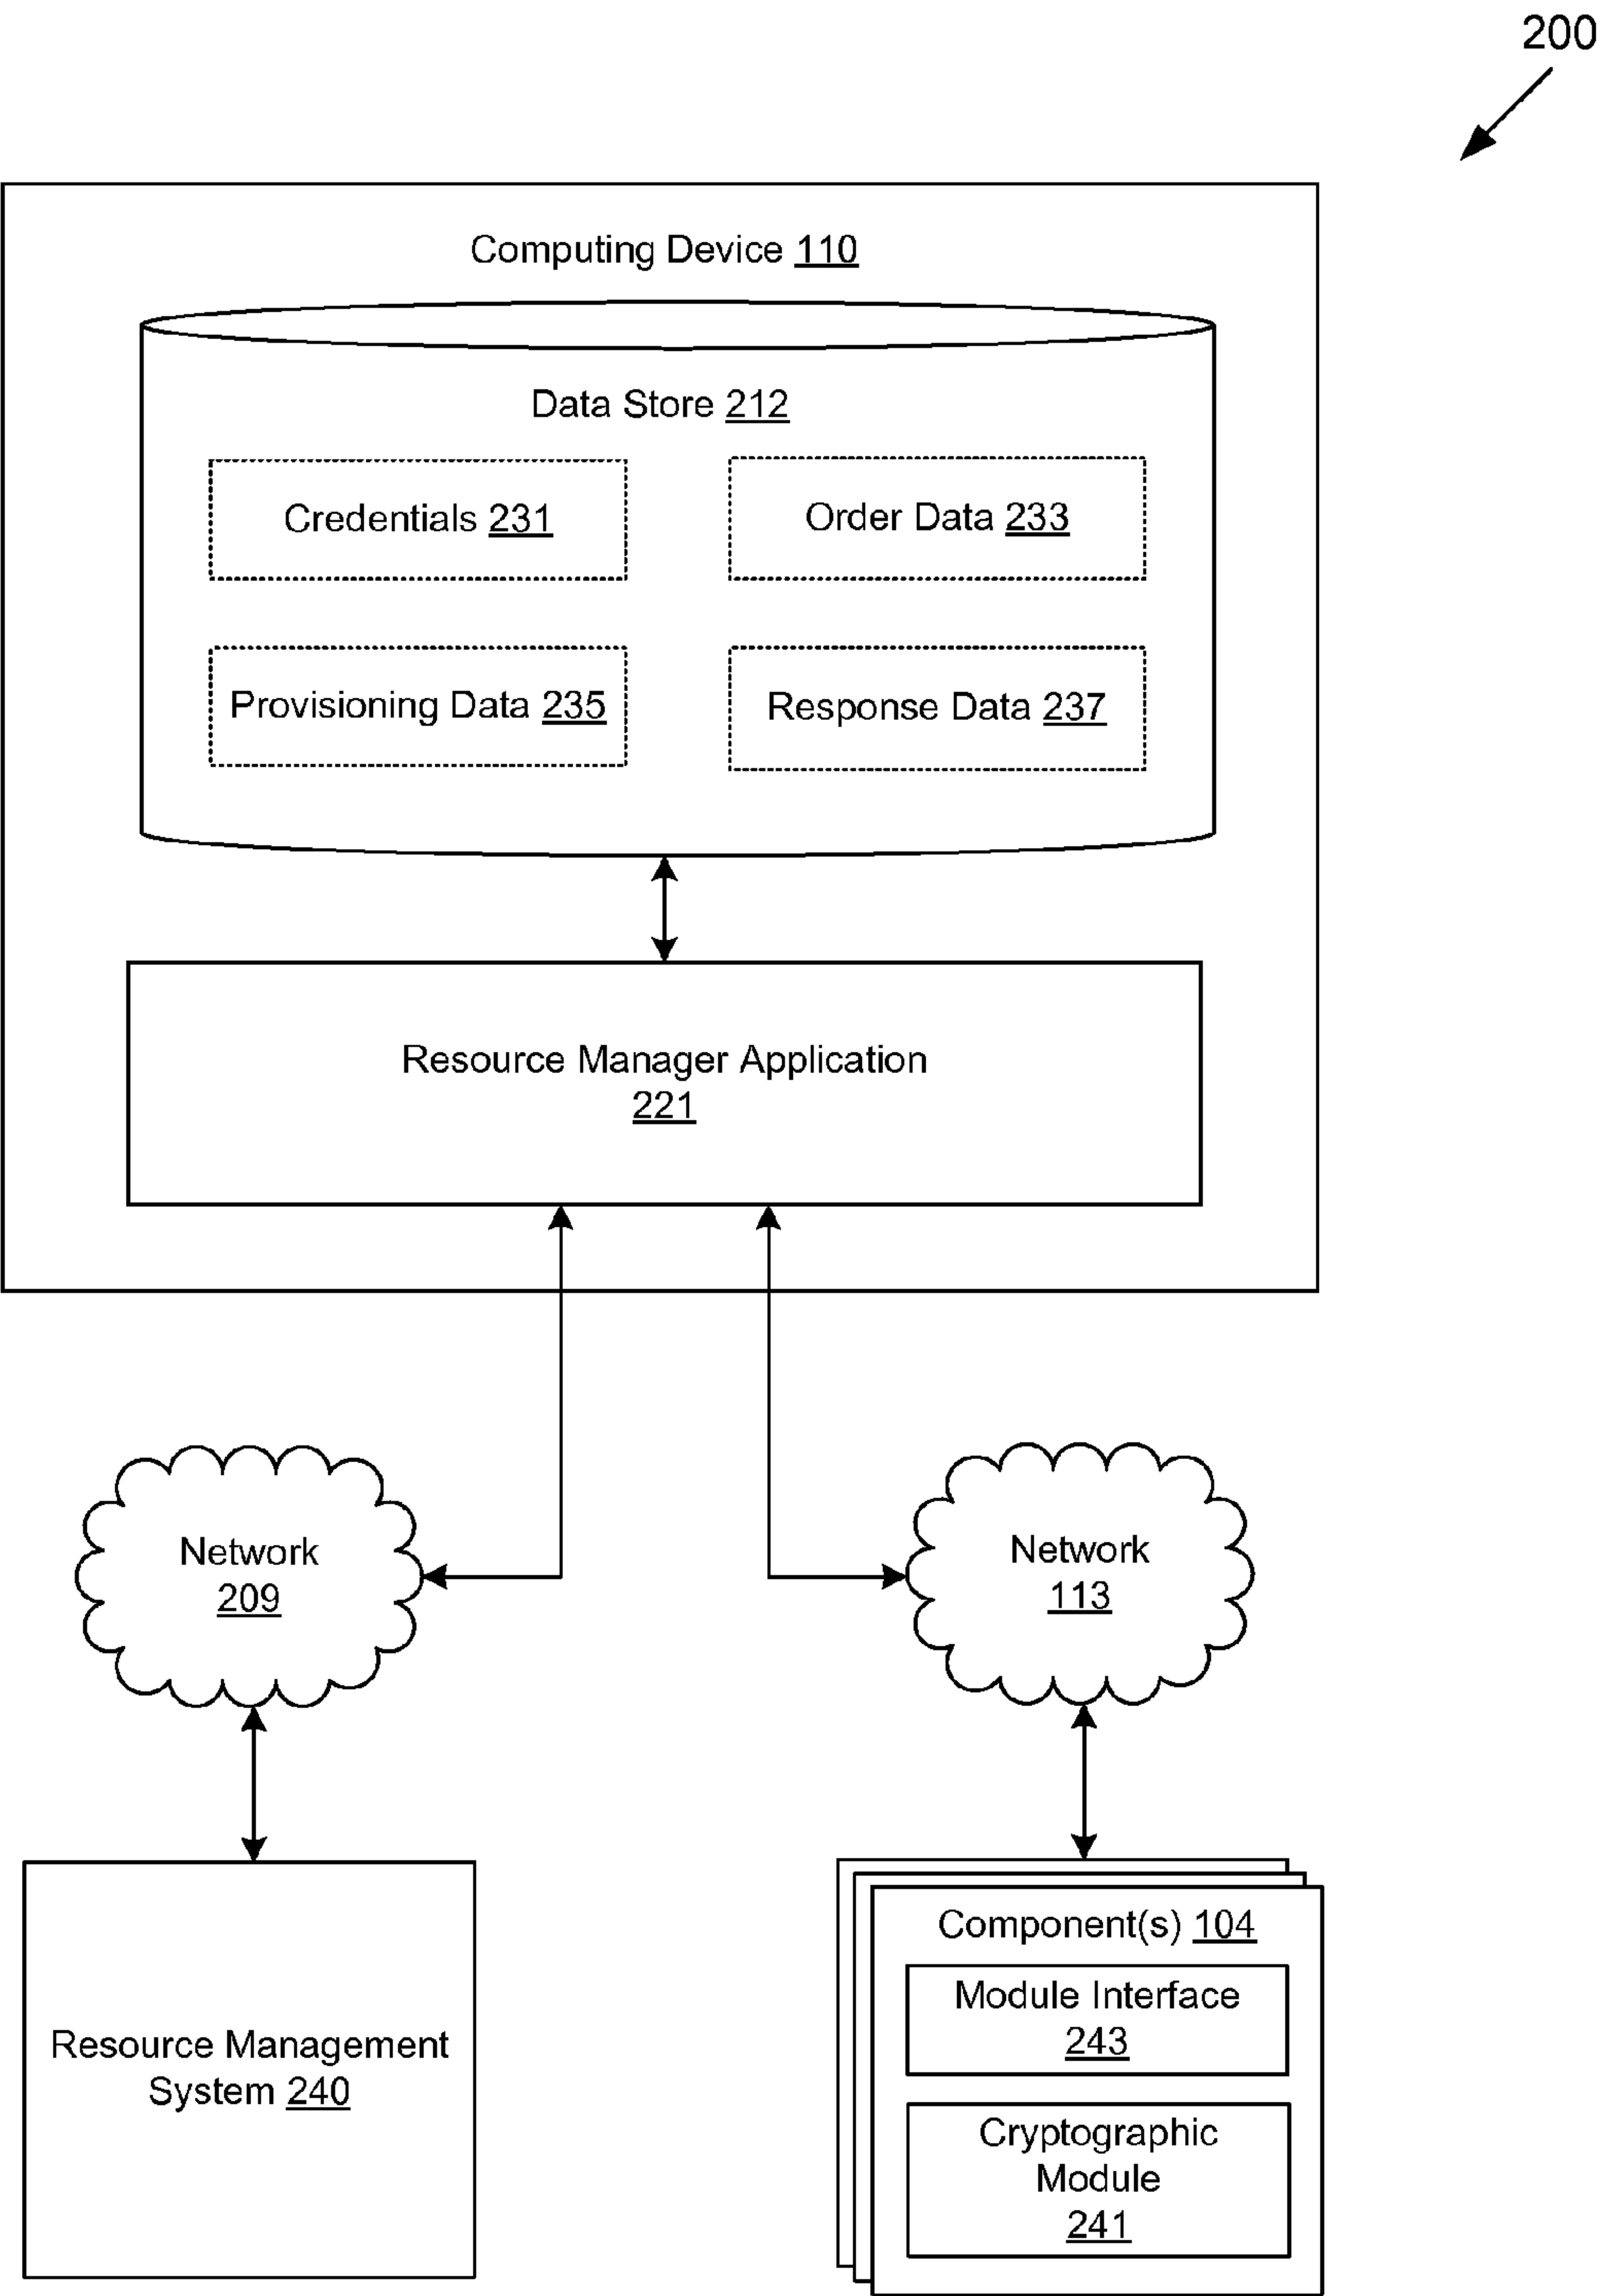 200
Computing Device 110
Data Store 212
Credentials 231
Order Data 233
Provisioning Data 235
Response Data 237
Resource Manager Application
221
Network
209
Network
113
Resource Management
System 240
Component(s) 104
Module Interface
243
Cryptographic
Module
241